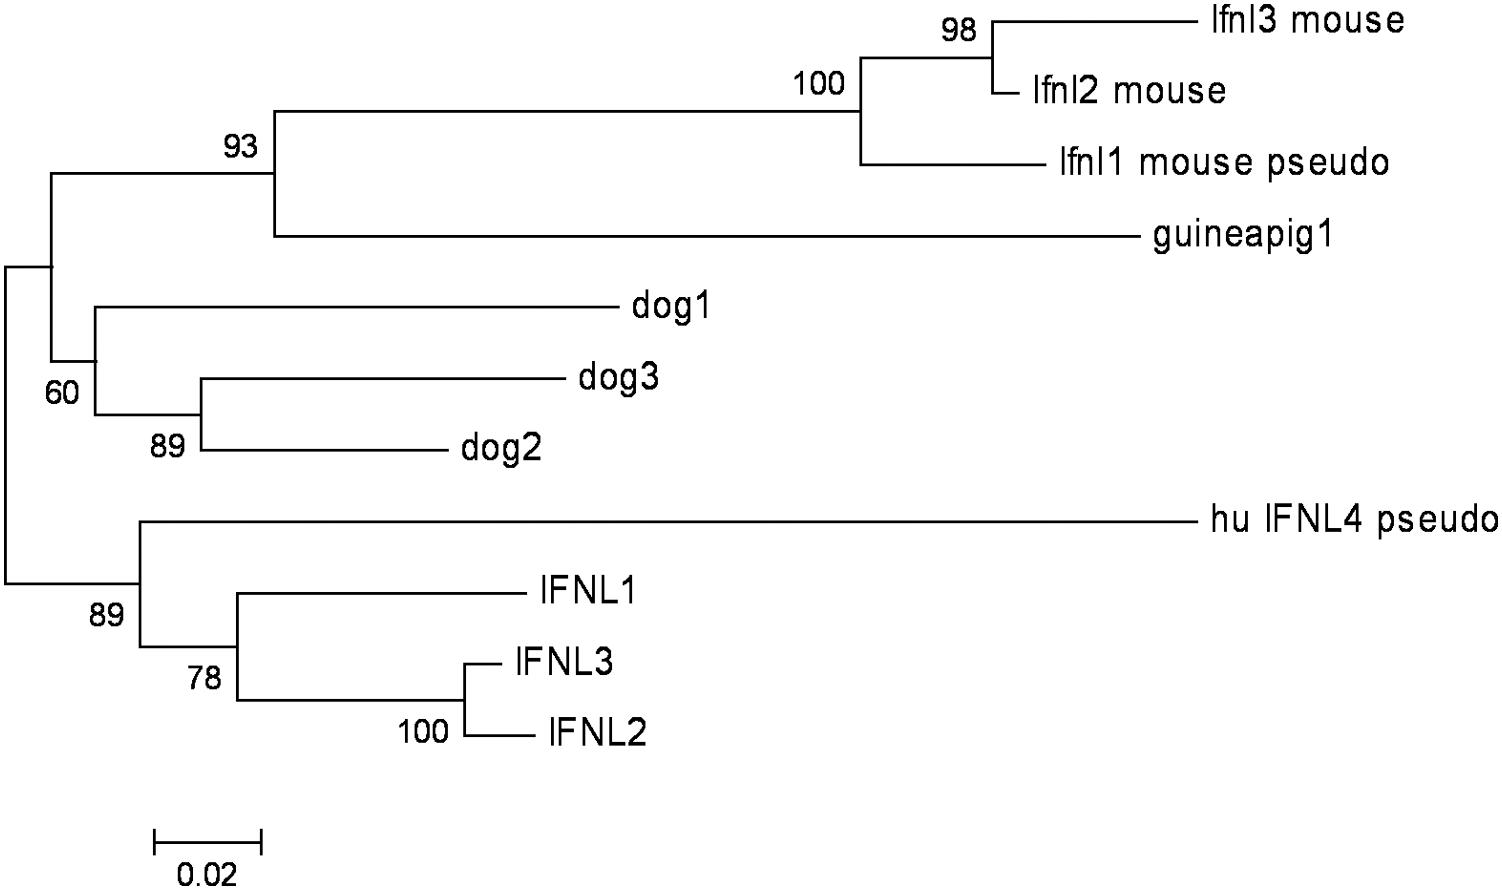 98
Ifnl3 mouse
100
Ifnl2 mouse
93
Ifnl1 mouse pseudo
guineapig1
dog1
60
dog3
89
dog2
hu IFNL4 pseudo
89
IFNL1
78
IFNL3
100
IFNL2
0.02